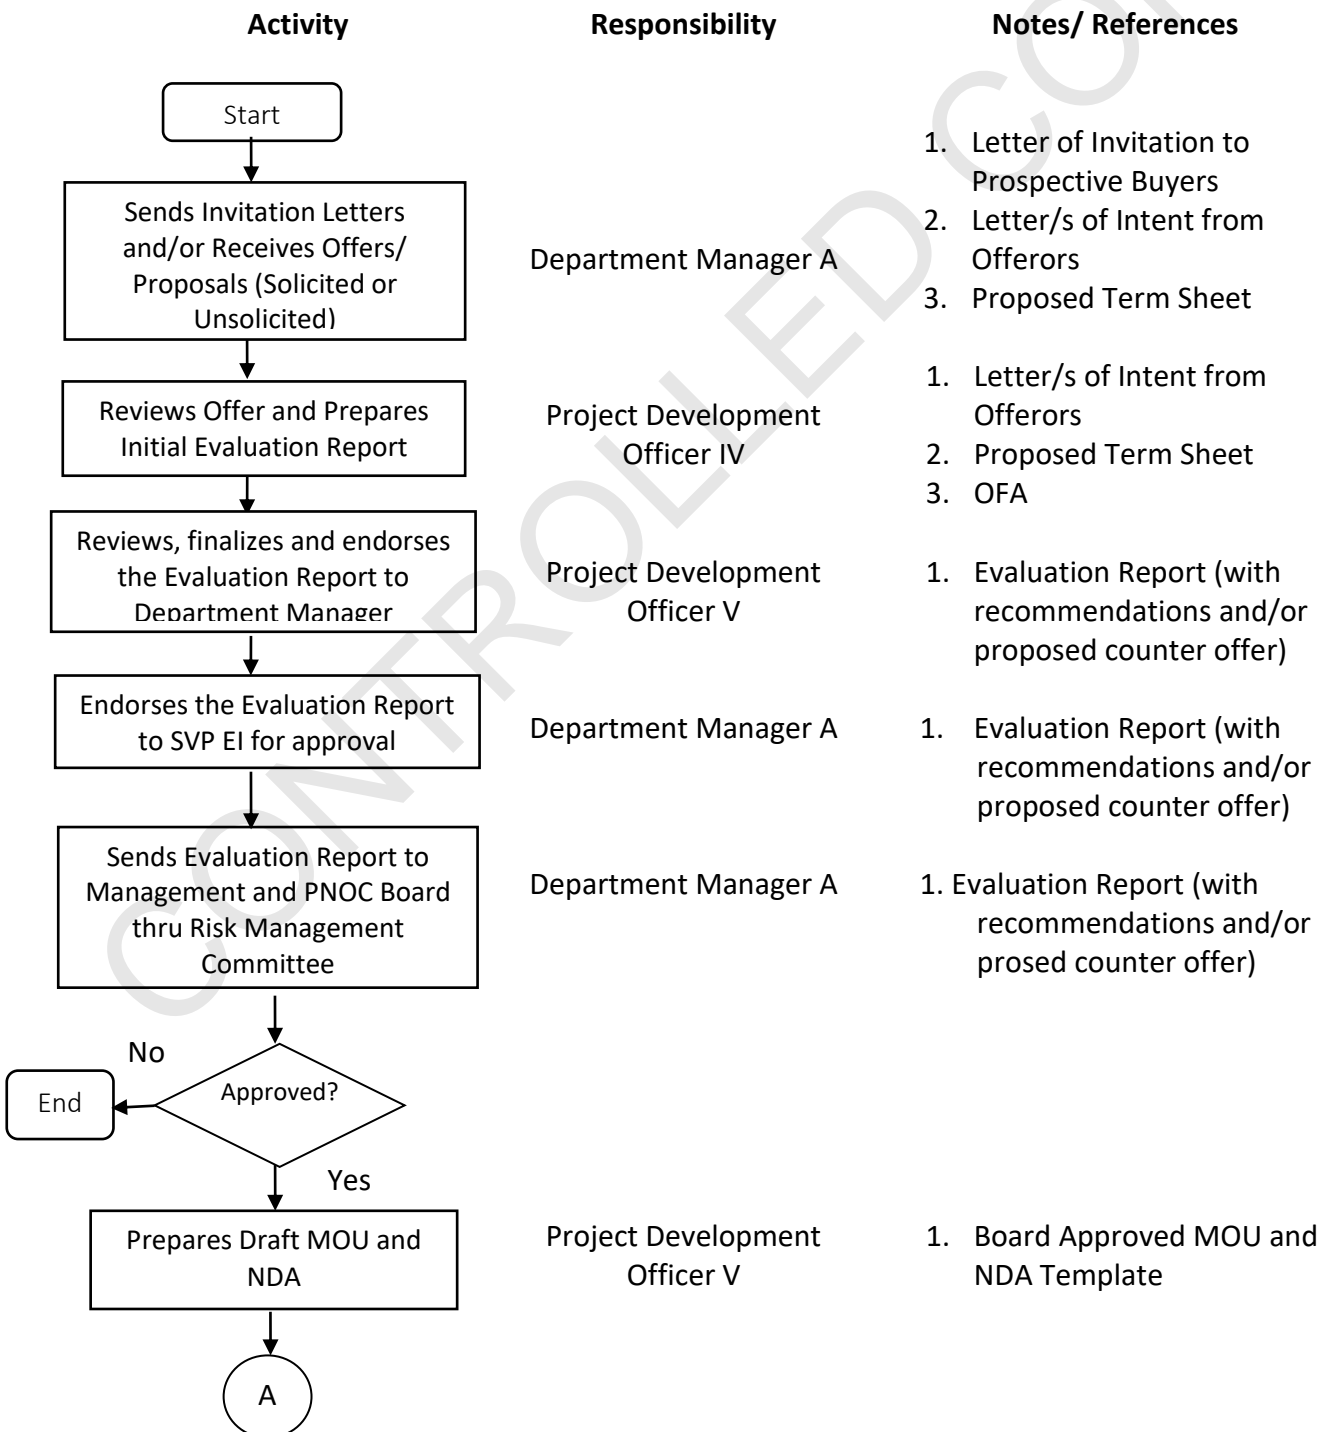 Activity
Responsibility
Notes/ References
Start
Sends Invitation Letters
and/or Receives Offers/
Proposals (Solicited or
Unsolicited)
Department Manager A
1. Letter of Invitation to
Prospective Buyers
2. Letter/s of Intent from
Offerors
3. Proposed Term Sheet
Reviews Offer and Prepares
Initial Evaluation Report
Project Development
Officer IV
1. Letter/s of Intent from
Offerors
2. Proposed Term Sheet
3. OFA
Reviews, finalizes and endorses
the Evaluation Report to
Department Manager
Project Development
Officer V
1. Evaluation Report (with
recommendations and/or
proposed counter offer)
Endorses the Evaluation Report
to SVP EI for approval
Department Manager A
1. Evaluation Report (with
recommendations and/or
proposed counter offer)
Sends Evaluation Report to
Management and PNOC Board
thru Risk Management
Committee
Department Manager A
1. Evaluation Report (with
recommendations and/or
prosed counter offer)
No
End
Approved?
Yes
Prepares Draft MOU and
NDA
Project Development
Officer V
1. Board Approved MOU and
NDA Template
A
CONTROLLED CO